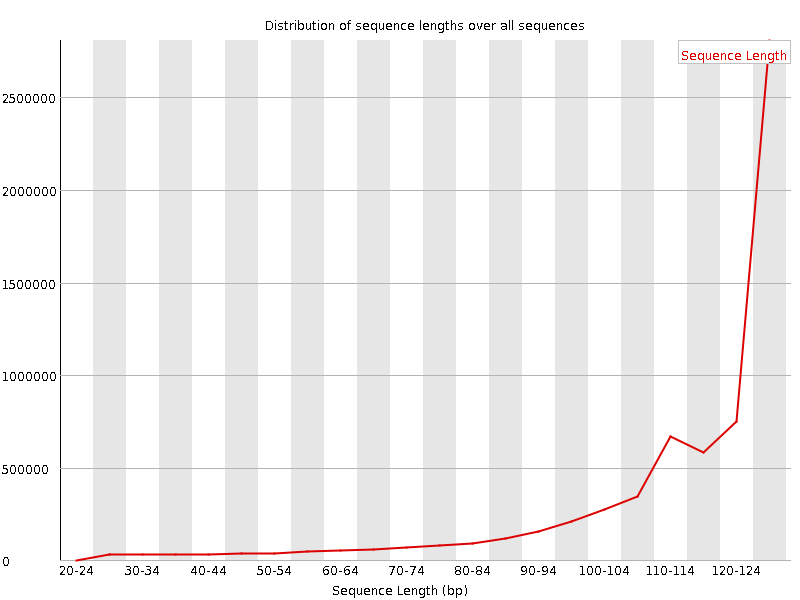 Distribution of sequence lengths over all sequences
Sequence Length
2500000
2000000
1500000
1000000
500000
0
20-24 30-34 40-44 50-54 60-64 70-74 80-84 90-94 100-104 110-114 120-124
Sequence Length (bp)